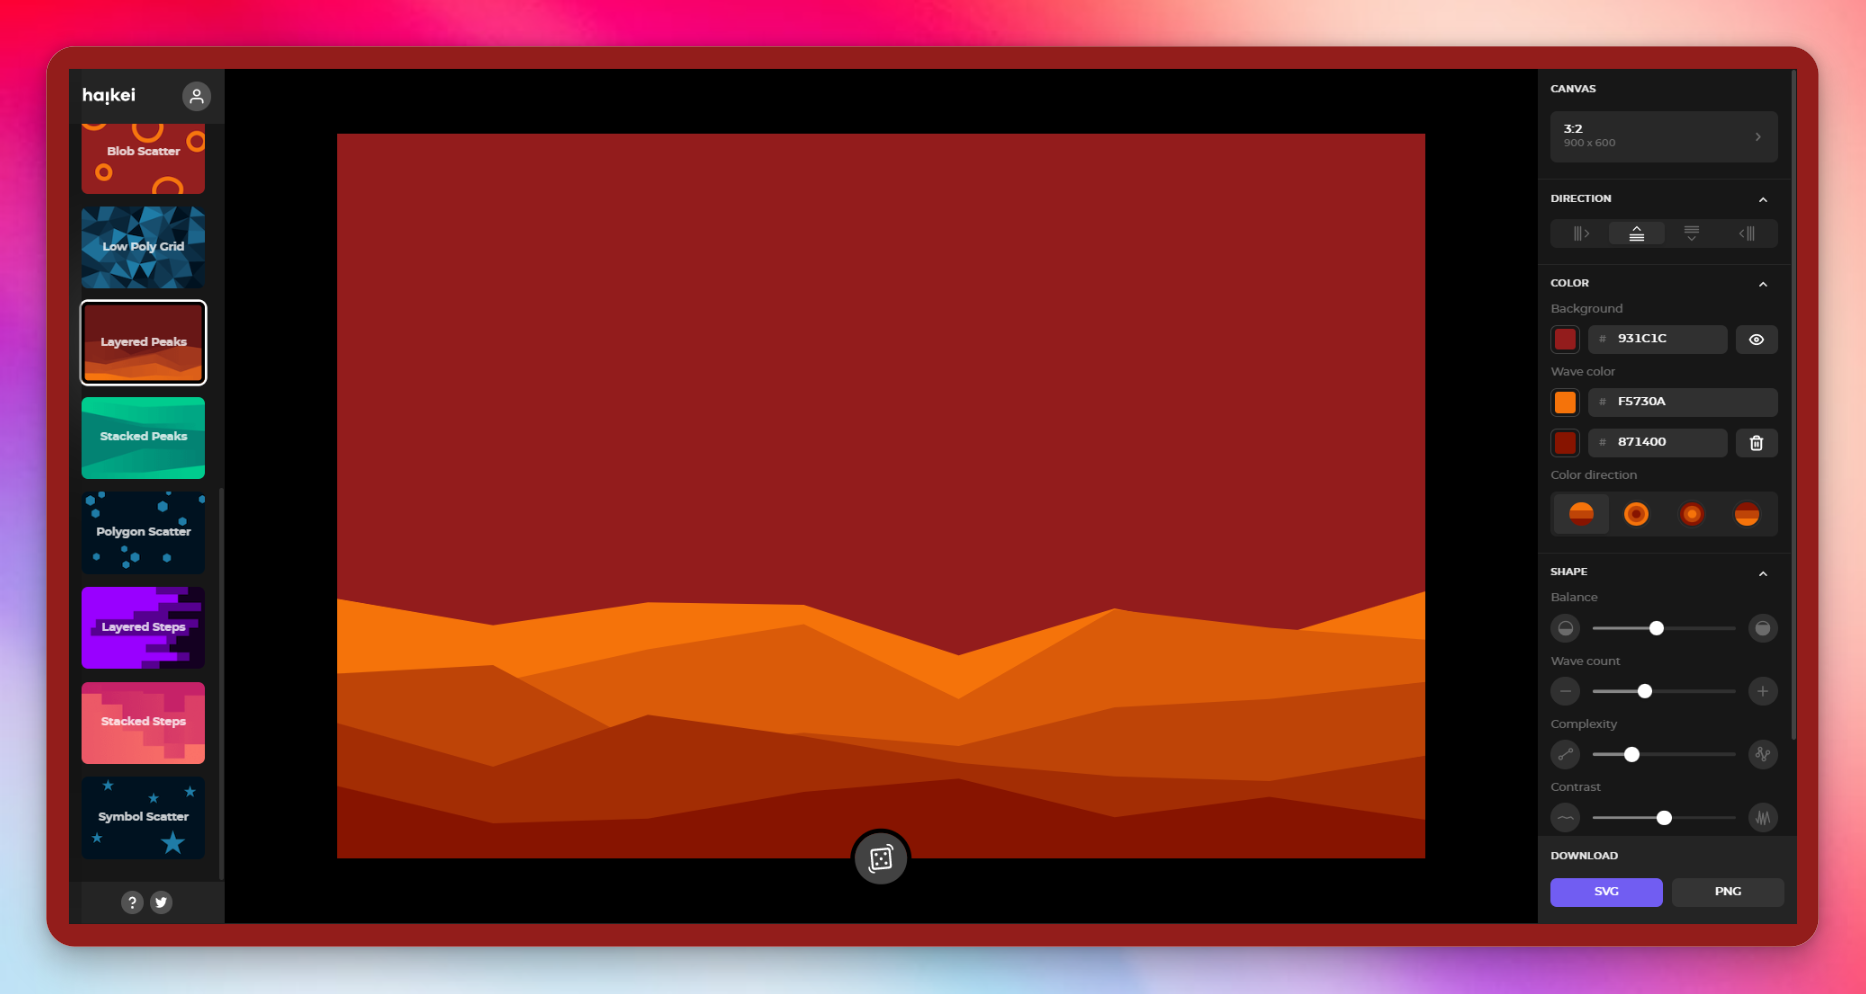 haikei
Blob Scatter
Low Poly Grid
Layered Peaks
Stacked Peaks
Polygon Scatter
Layered Steps
Stacked Steps
Symbol Scatter
?
CANVAS
3:2
900 x 600
DIRECTION
COLOR
Background
# 931C1C
Wave color
# F5730A
# 871400
Color direction
SHAPE
Balance
Wave count
Complexity
Contrast
DOWNLOAD
SVG
PNG